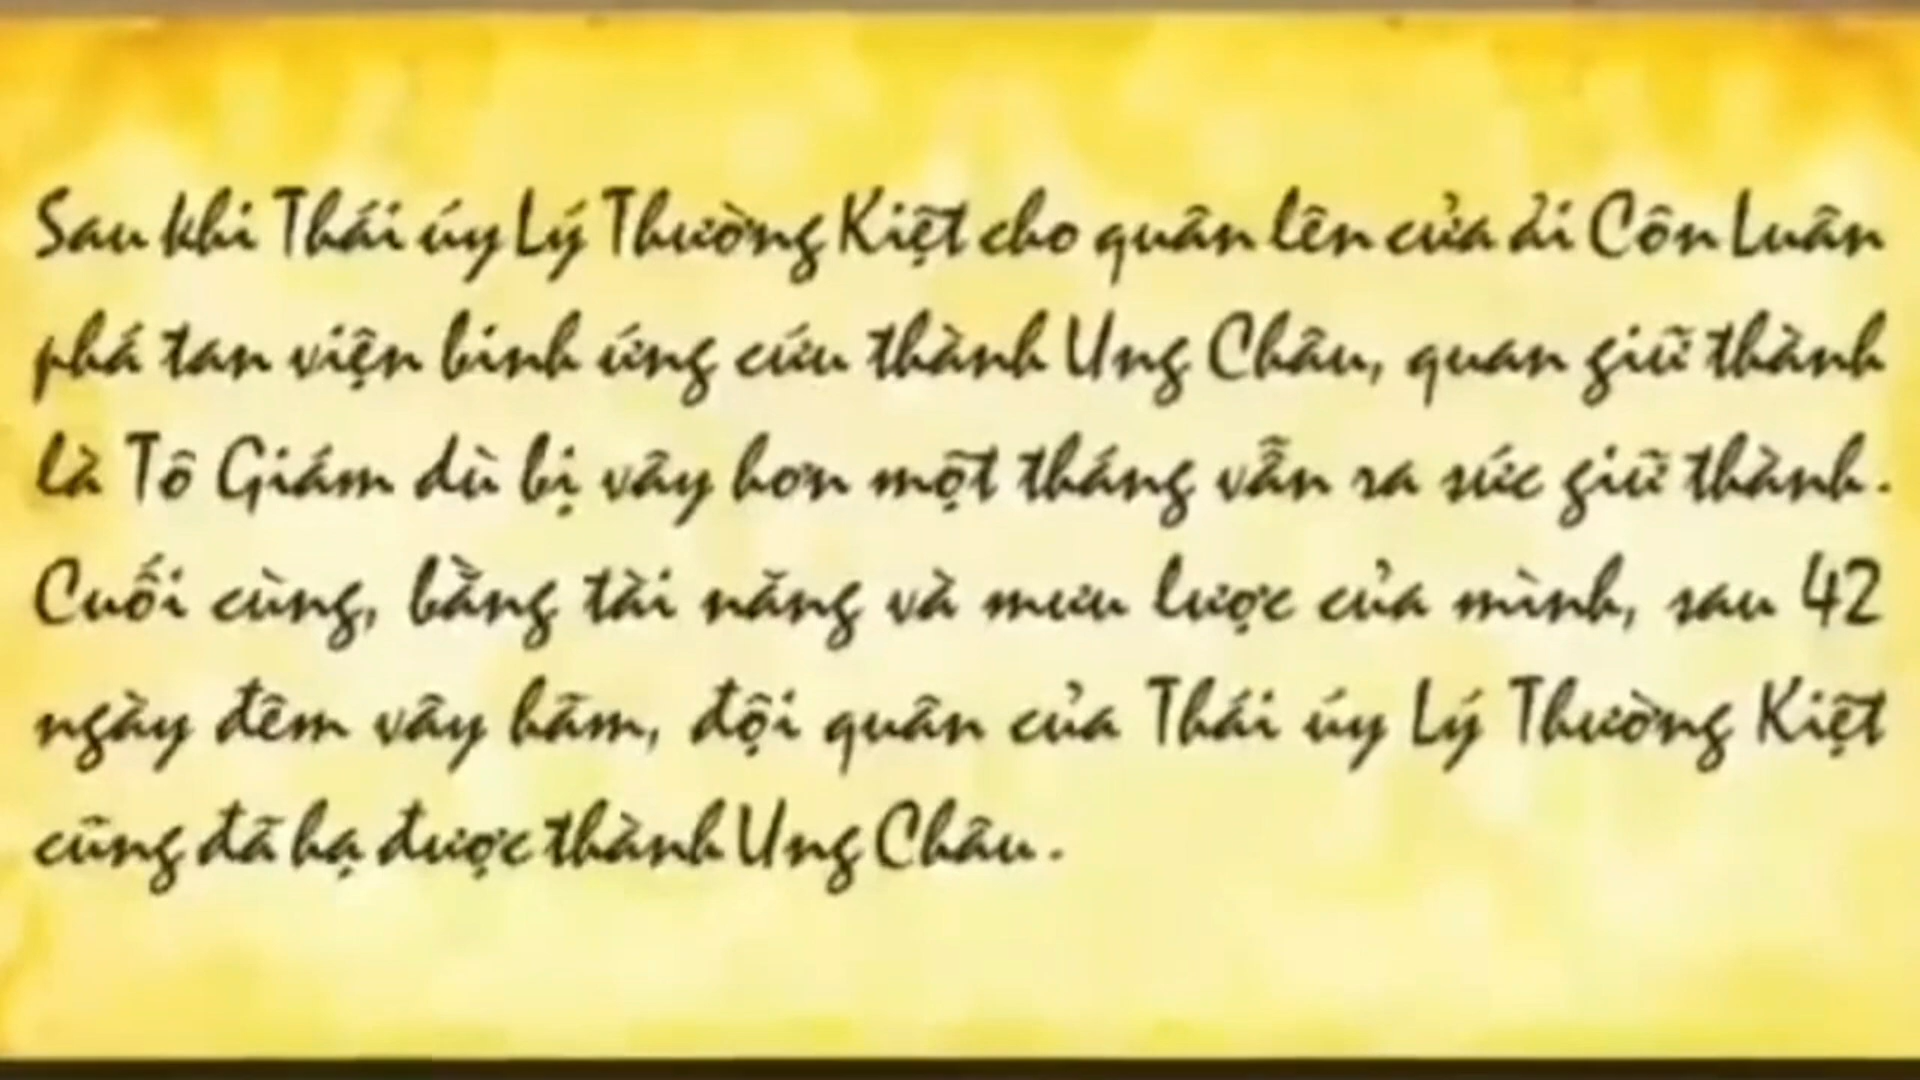 Sau khi Thái úy Lý Thường Kiệt cho quân lên cửa ải Côn Luân
phá tan viện binh ứng cứu thành Ung Châu, quan giữ thành
là Tô Giám dù bị vây hơn một tháng vẫn ra sức giữ thành.
Cuối cùng, bằng tài năng và mưu lược của mình, sau 42
ngày đêm vây hãm, đội quân của Thái úy Lý Thường Kiệt
cũng đã hạ được thành Ung Châu.